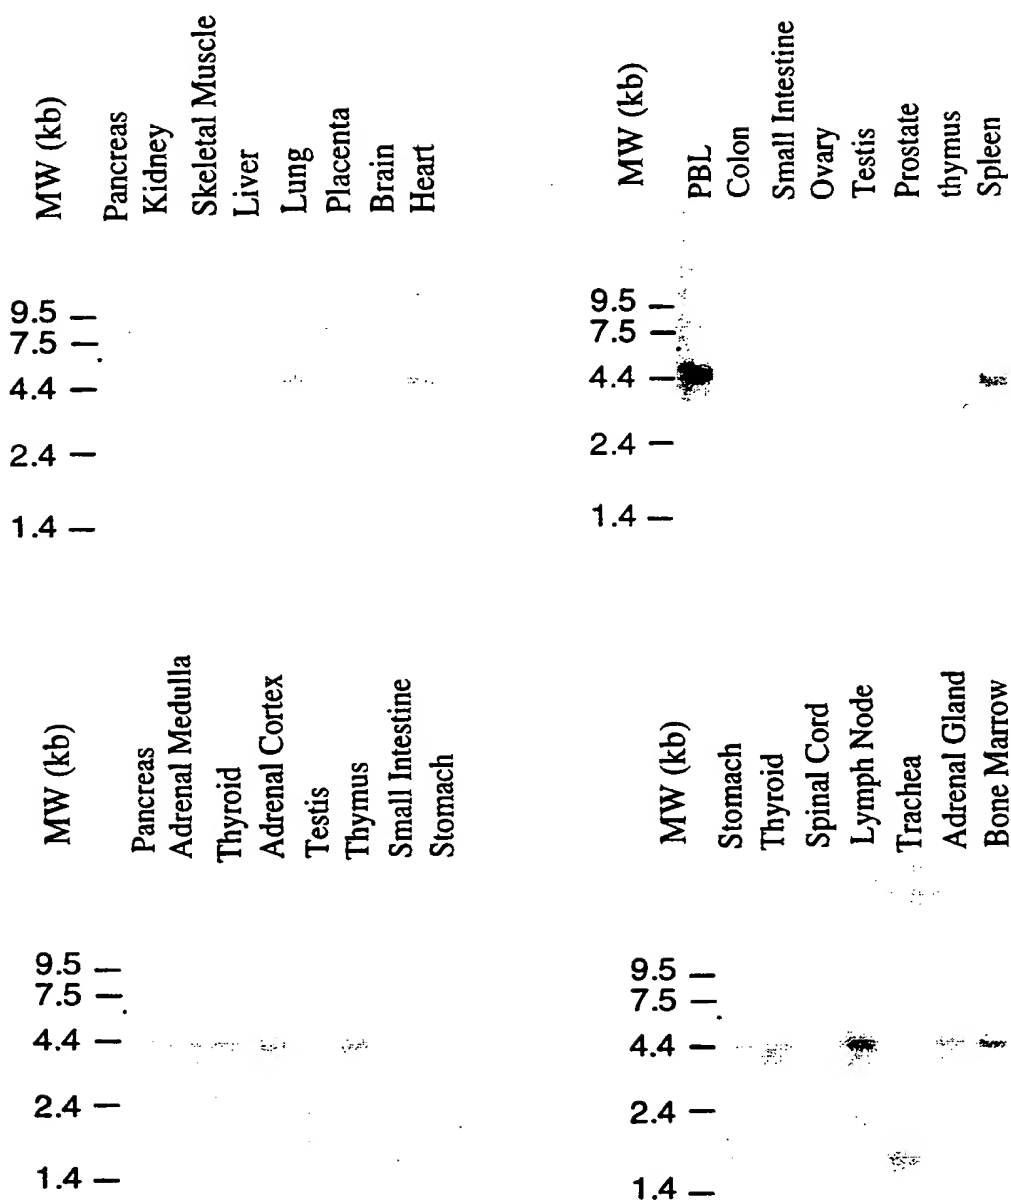 MW (kb)
Pancreas
Kidney
Skeletal Muscle
Liver
Lung
Placenta
Brain
Heart
9.5
7.5
4.4
2.4
1.4
MW (kb)
PBL
Colon
Small Intestine
Ovary
Testis
Prostate
thymus
Spleen
9.5
7.5
4.4
2.4
1.4
MW (kb)
Pancreas
Adrenal Medulla
Thyroid
Adrenal Cortex
Testis
Thymus
Small Intestine
Stomach
9.5
7.5
4.4
2.4
1.4
MW (kb)
Stomach
Thyroid
Spinal Cord
Lymph Node
Trachea
Adrenal Gland
Bone Marrow
9.5
7.5
4.4
2.4
1.4